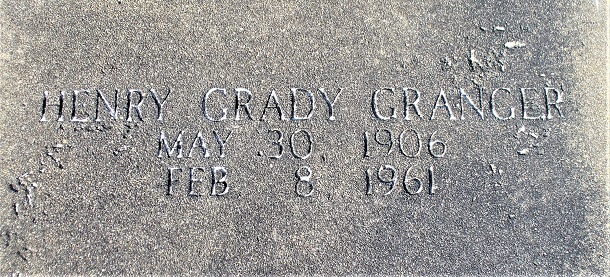 HENRY GRADY GRANGER
MAY 30 1906
FEB 8 1961